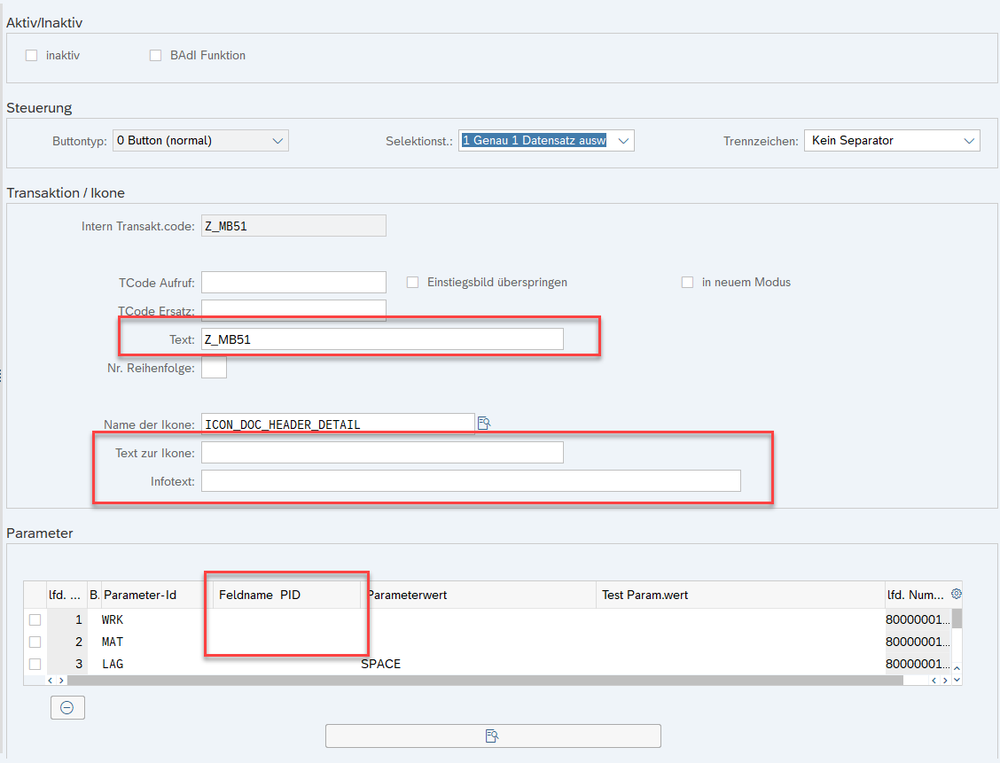 Aktiv/Inaktiv
inaktiv BAdI Funktion
Steuerung
Buttontyp: 0 Button (normal) Selektionst.: 1 Genau 1 Datensatz ausw Trennzeichen: Kein Separator
Transaktion / Ikone
Intern Transakt.code: Z_MB51
TCode Aufruf: Einstiegsbild überspringen in neuem Modus
TCode Ersatz:
Text: Z_MB51
Nr. Reihenfolge:
Name der Ikone: ICON_DOC_HEADER_DETAIL
Text zur Ikone:
Infotext:
Parameter
lfd. ... B. Parameter-Id Feldname PID Parameterwert Test Param.wert lfd. Num...
1 WRK 80000001...
2 MAT 80000001...
3 LAG SPACE 80000001...